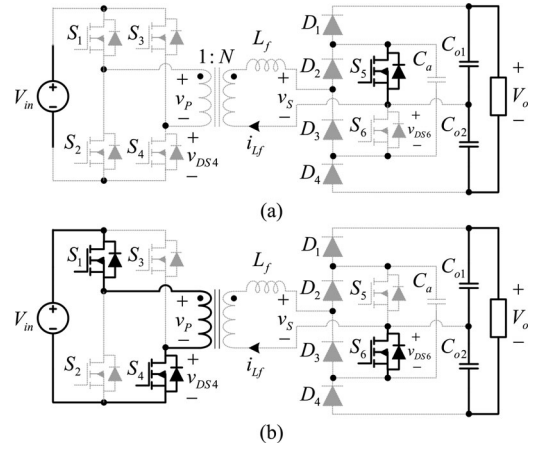 S1 S3 1:N Lf D1 Ca Co1
Vin + − + vP − + vS − D2 S5 + Vo −
S2 S4 + vDS4 − iLf D3 S6 + vDS6 − Co2
D4
(a)
S1 S3 Lf D1 Ca Co1
Vin + − + vP − + vS − D2 S5 + Vo −
S2 S4 + vDS4 − iLf D3 S6 + vDS6 − Co2
D4
(b)